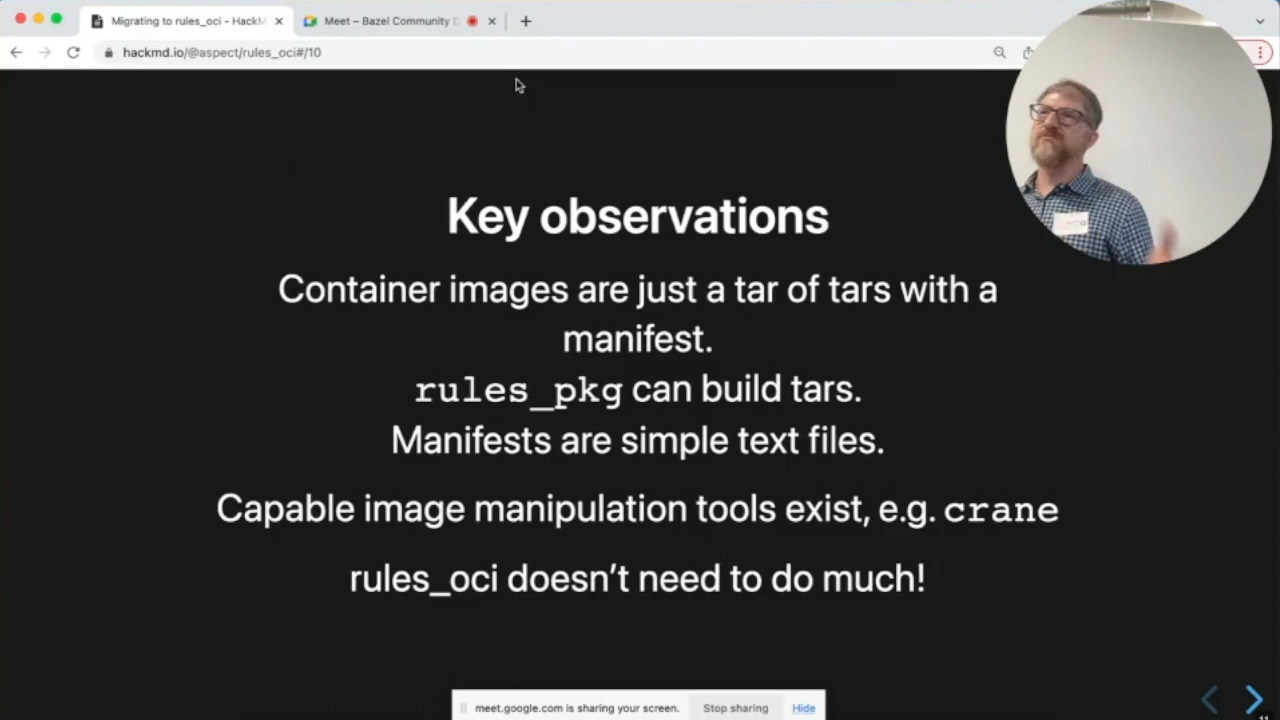 Migrating to rules_oci - HackM
Meet – Bazel Community D
hackmd.io/@aspect/rules_oci#/10
Key observations
Container images are just a tar of tars with a
manifest.
rules_pkg can build tars.
Manifests are simple text files.
Capable image manipulation tools exist, e.g. crane
rules_oci doesn’t need to do much!
meet.google.com is sharing your screen.
Stop sharing
Hide